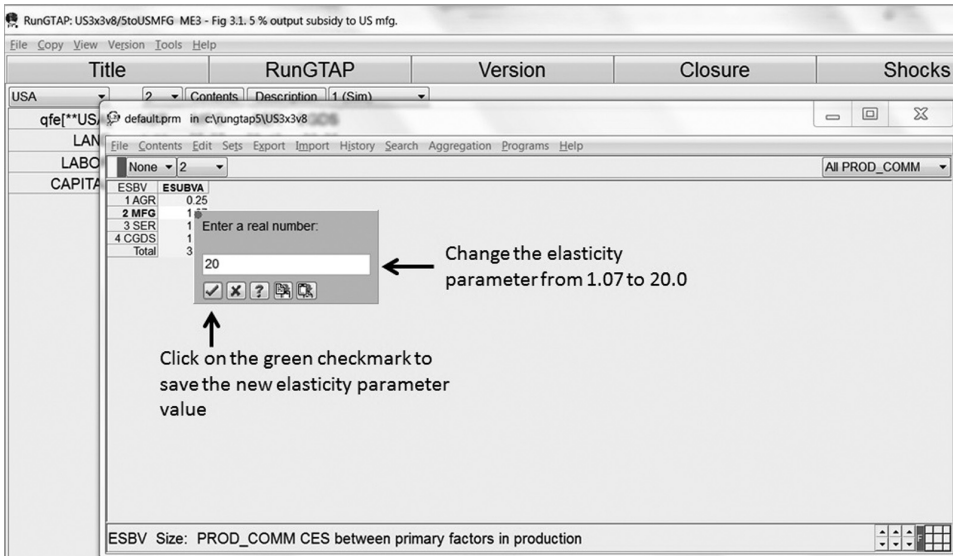 RunGTAP: US3x3v8/5toUSMFG ME3 - Fig 3.1. 5 % output subsidy to US mfg.
File Copy View Version Tools Help
Title RunGTAP Version Closure Shocks
USA 2 Contents Description 1 (Sim)
qfe[**US
LAN
LABO
CAPITA
default.prm in c:\rungtap5\US3x3v8
File Contents Edit Sets Export Import History Search Aggregation Programs Help
None 2 All PROD_COMM
ESBV ESUBVA
1 AGR 0.25
2 MFG 1
3 SER 1
4 CGDS 1
Total 3
Enter a real number:
20
Change the elasticity
parameter from 1.07 to 20.0
Click on the green checkmark to
save the new elasticity parameter
value
ESBV Size: PROD_COMM CES between primary factors in production